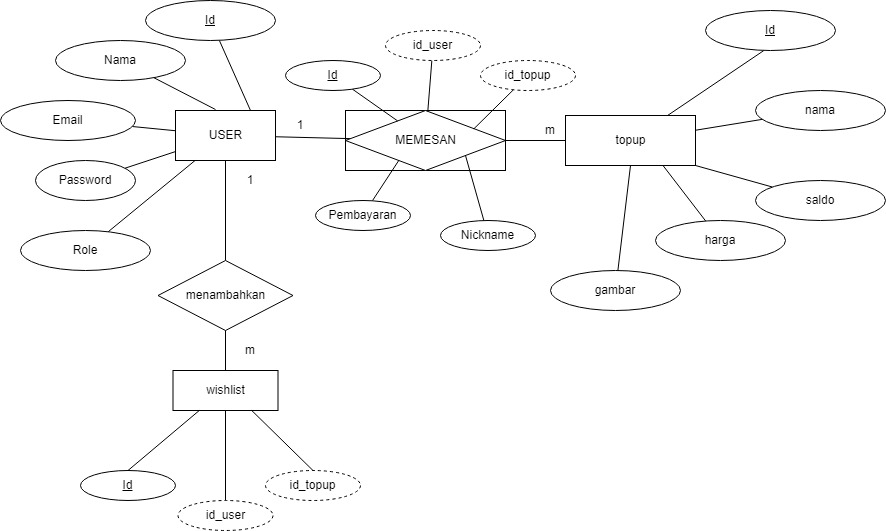 Id
Id
Nama
id_user
Id
id_topup
Email
USER
1
MEMESAN
m
topup
nama
Password
1
saldo
Pembayaran
Nickname
harga
Role
gambar
menambahkan
m
wishlist
Id
id_topup
id_user